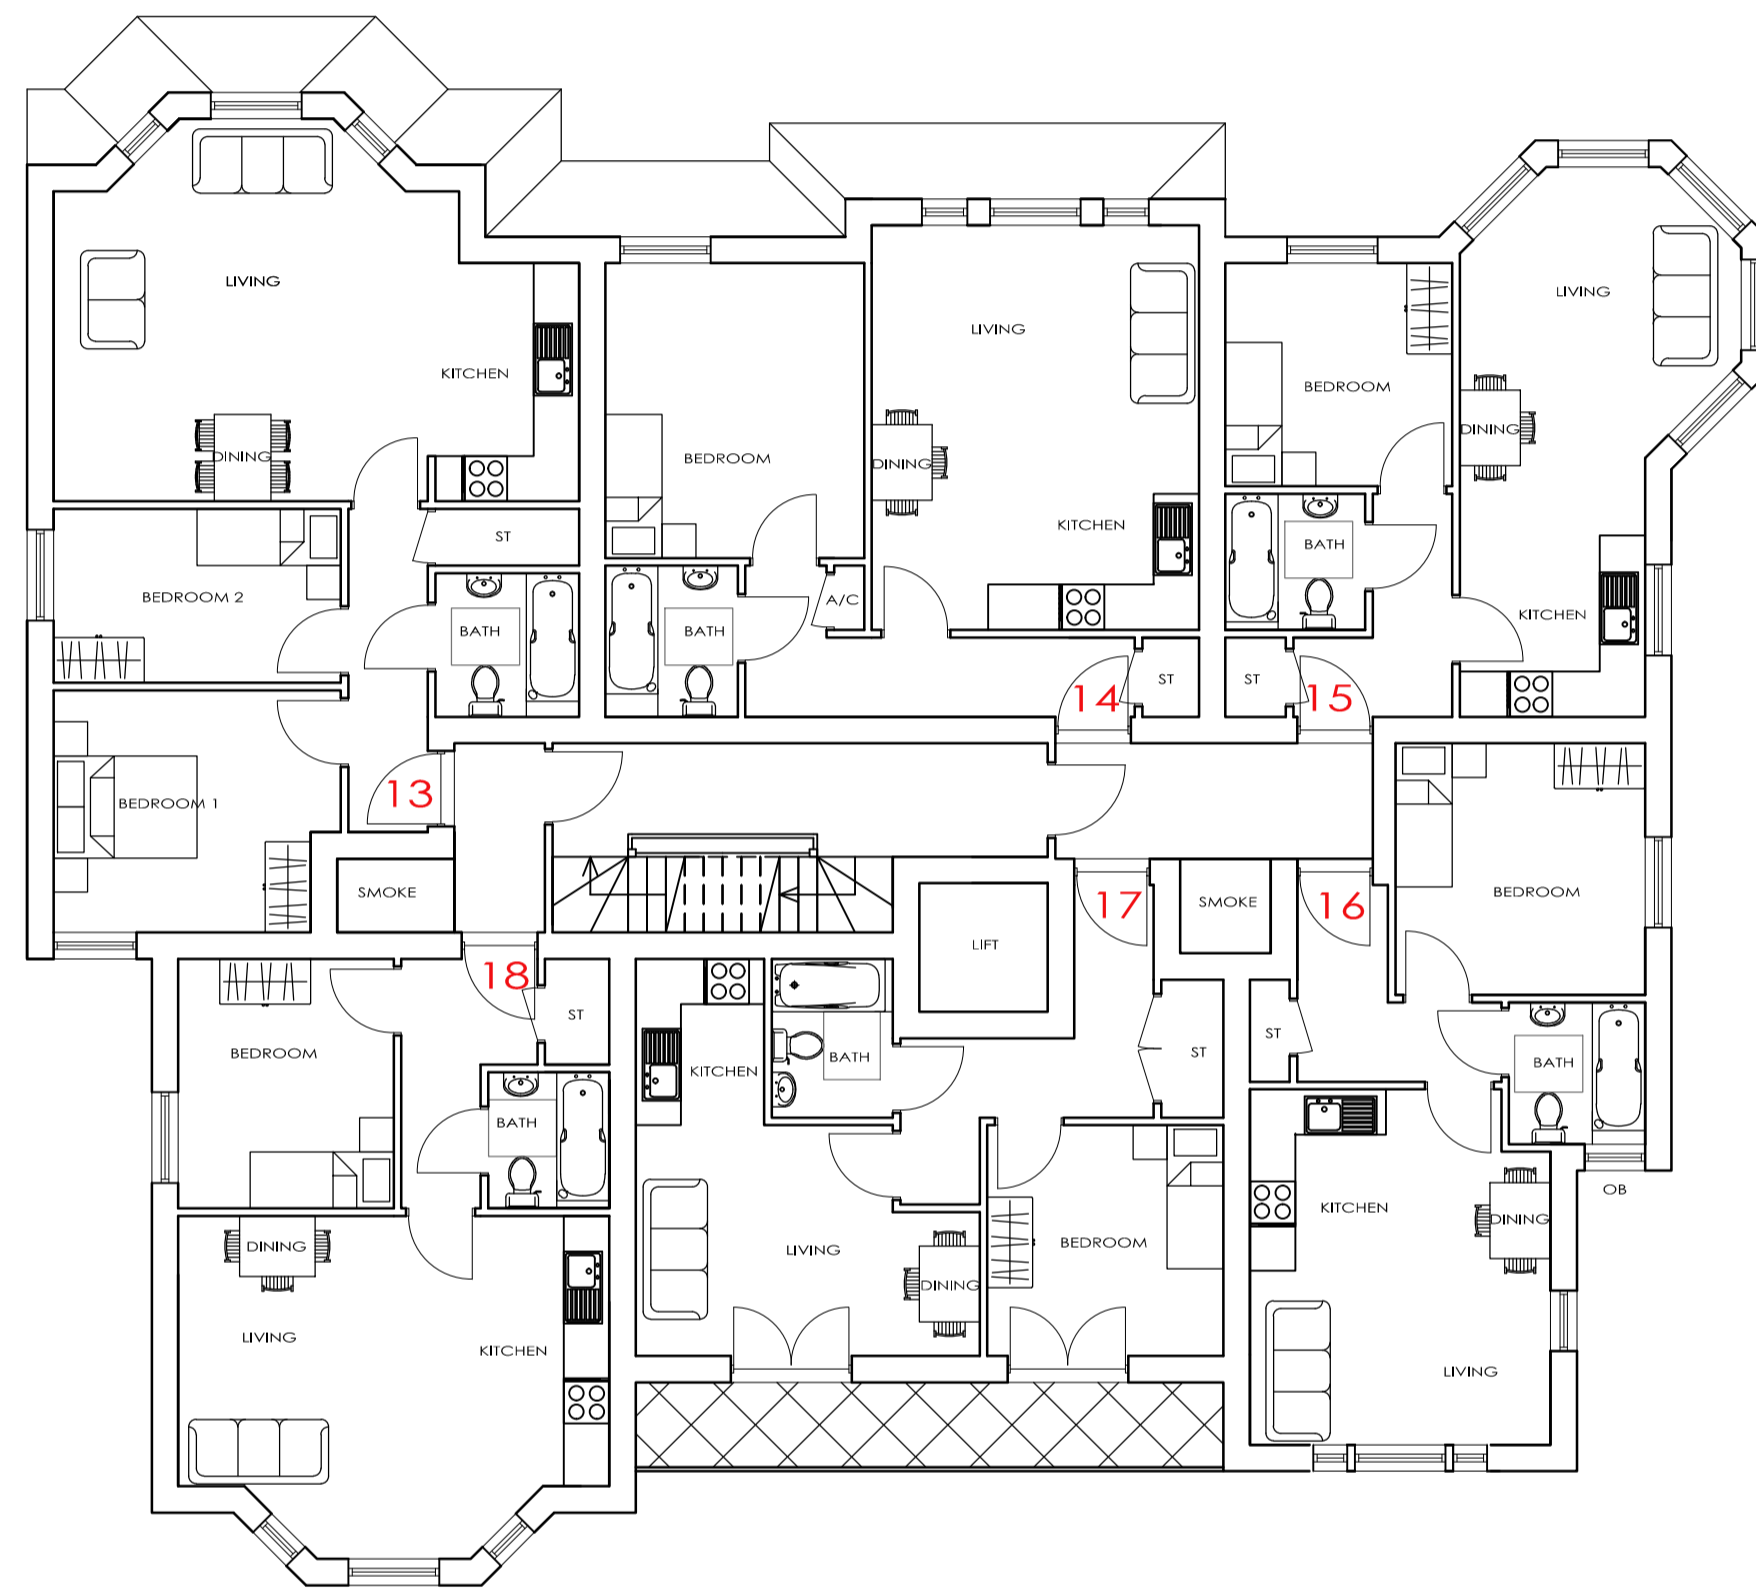 LIVING
LIVING
LIVING
KITCHEN
BEDROOM
DINING
DINING
BEDROOM
DINING
KITCHEN
ST
BATH
BEDROOM 2
A/C
KITCHEN
BATH
BATH
ST
ST
14
15
13
BEDROOM 1
SMOKE
17
SMOKE
16
BEDROOM
LIFT
18
ST
BEDROOM
KITCHEN
BATH
ST
ST
BATH
BATH
OB
KITCHEN
DINING
DINING
LIVING
BEDROOM
DINING
LIVING
KITCHEN
LIVING